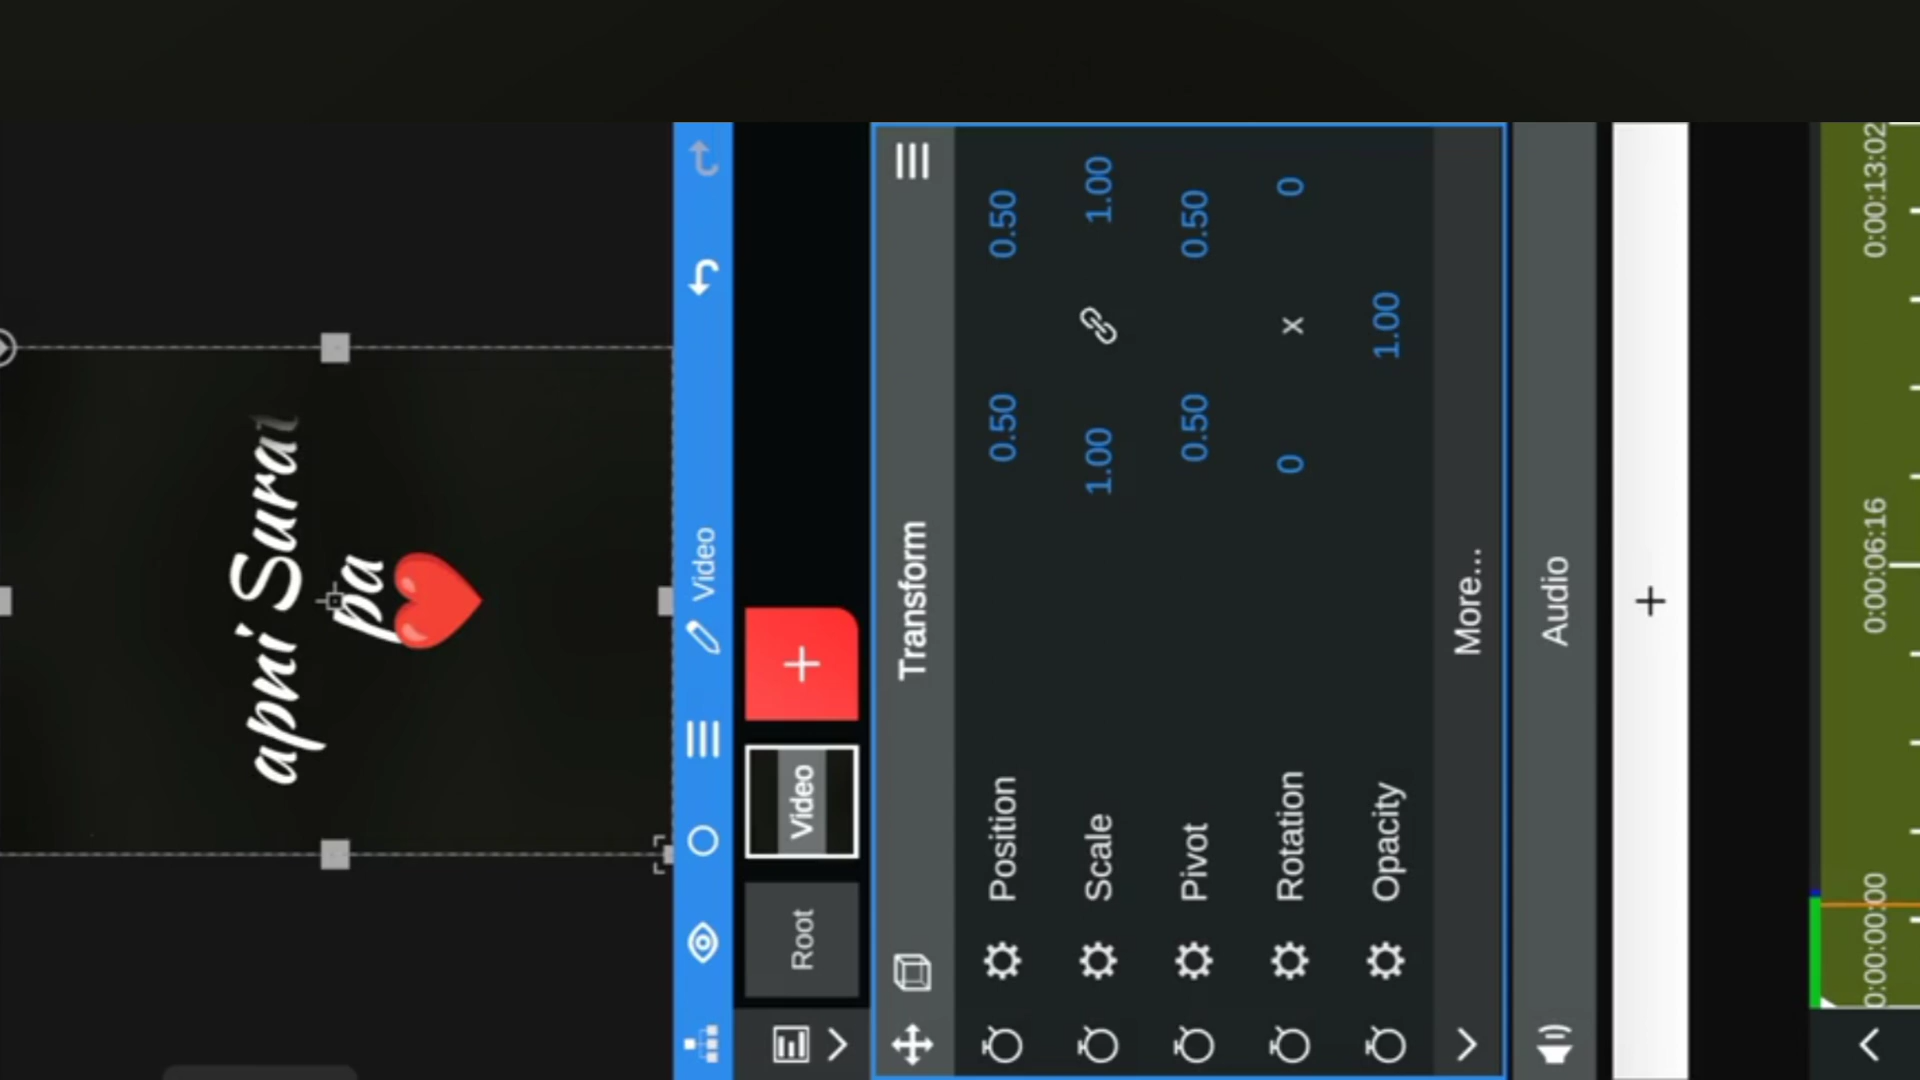 apni Surat
pa
Video
Root
Video
Transform
Position 0.50 0.50
Scale 1.00 1.00
Pivot 0.50 0.50
Rotation 0 x 0
Opacity 1.00
More...
Audio
+
0:00:00:00 0:00:06:16 0:00:13:02